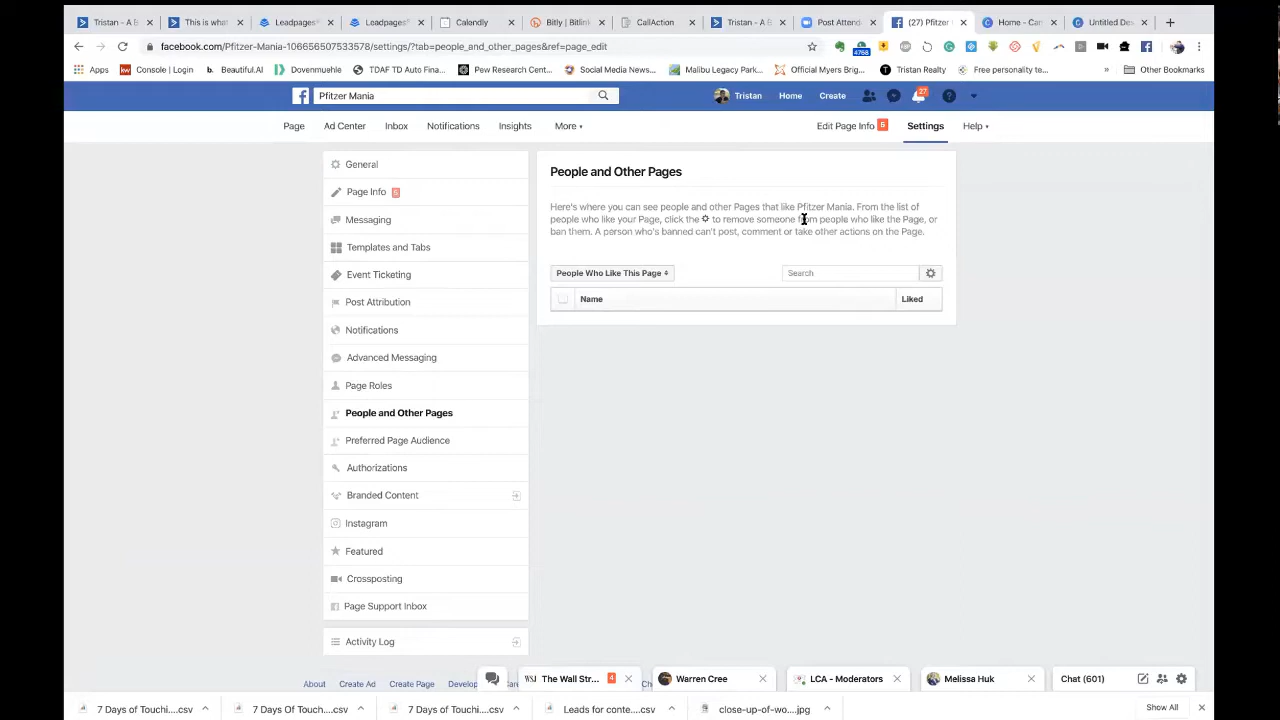 Tristan - A E
This is what
Leadpages®
Leadpages®
Calendly
Bitly | Bitlink
CallAction
Tristan - A E
Post Attend
(27) Pfitzer
Home - Can
Untitled Des
facebook.com/Pfitzer-Mania-106656507533578/settings/?tab=people_and_other_pages&ref=page_edit
4768
Apps
Console | Login
Beautiful.AI
Dovenmuehle
TDAF TD Auto Fina...
Pew Research Cent...
Social Media News...
Malibu Legacy Park...
Official Myers Brig...
Tristan Realty
Free personality te...
»
Other Bookmarks
Pfitzer Mania
Tristan
Home
Create
27
Page
Ad Center
Inbox
Notifications
Insights
More
Edit Page Info 5
Settings
Help
General
Page Info 5
Messaging
Templates and Tabs
Event Ticketing
Post Attribution
Notifications
Advanced Messaging
Page Roles
People and Other Pages
Preferred Page Audience
Authorizations
Branded Content
Instagram
Featured
Crossposting
Page Support Inbox
Activity Log
People and Other Pages
Here's where you can see people and other Pages that like Pfitzer Mania. From the list of
people who like your Page, click the to remove someone from people who like the Page, or
ban them. A person who's banned can't post, comment or take other actions on the Page.
People Who Like This Page
Search
Name
Liked
About
Create Ad
Create Page
Develop
WSJ The Wall Str... 4
Warren Cree
LCA - Moderators
Melissa Huk
Chat (601)
7 Days of Touchi....csv
7 Days Of Touch....csv
7 Days of Touchi....csv
Leads for conte....csv
close-up-of-wo....jpg
Show All